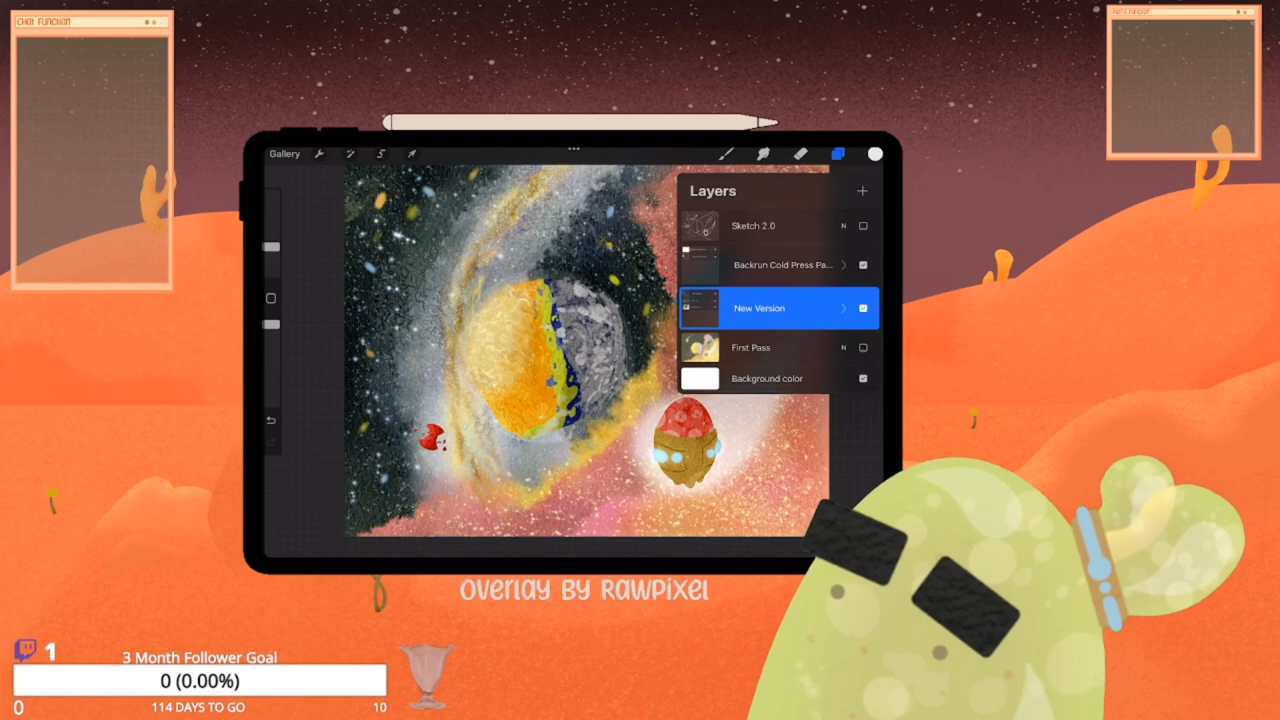 Chat Function
Gallery
Layers
Sketch 2.0
N
Backrun Cold Press Pa...
New Version
First Pass
N
Background color
Overlay by Rawpixel
1
3 Month Follower Goal
0 (0.00%)
0
114 DAYS TO GO
10